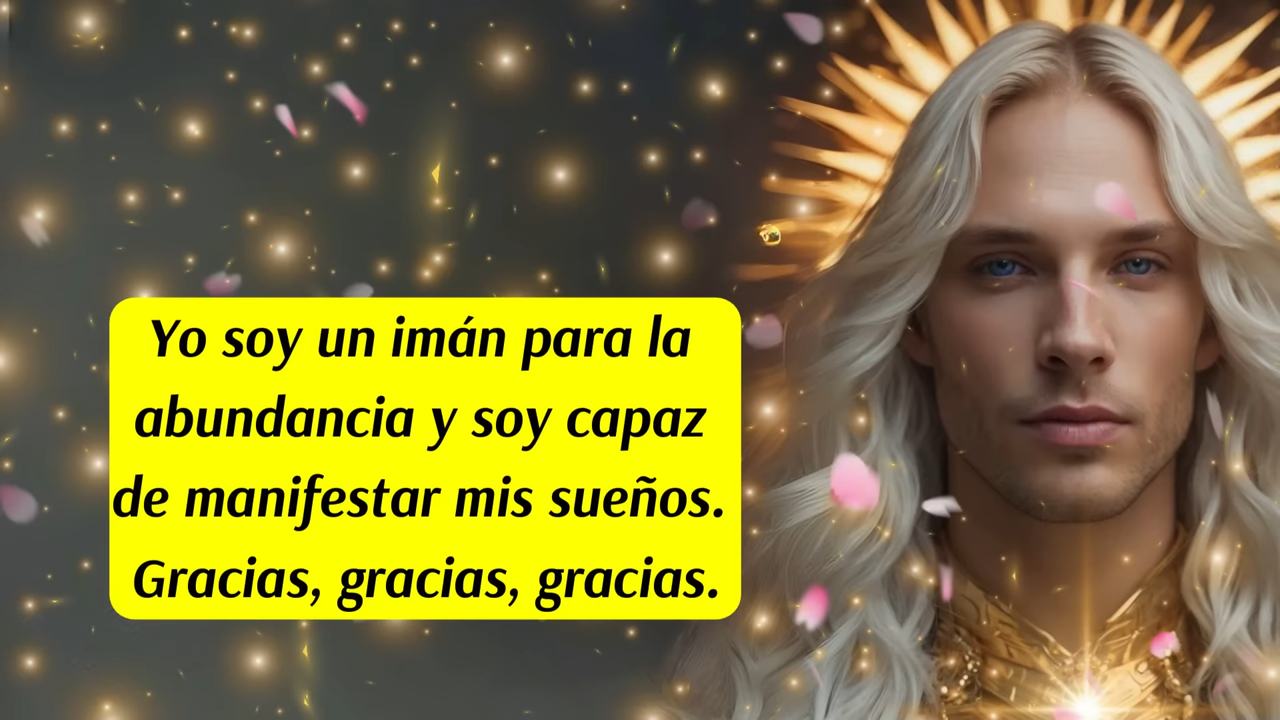 Yo soy un imán para la
abundancia y soy capaz
de manifestar mis sueños.
Gracias, gracias, gracias.